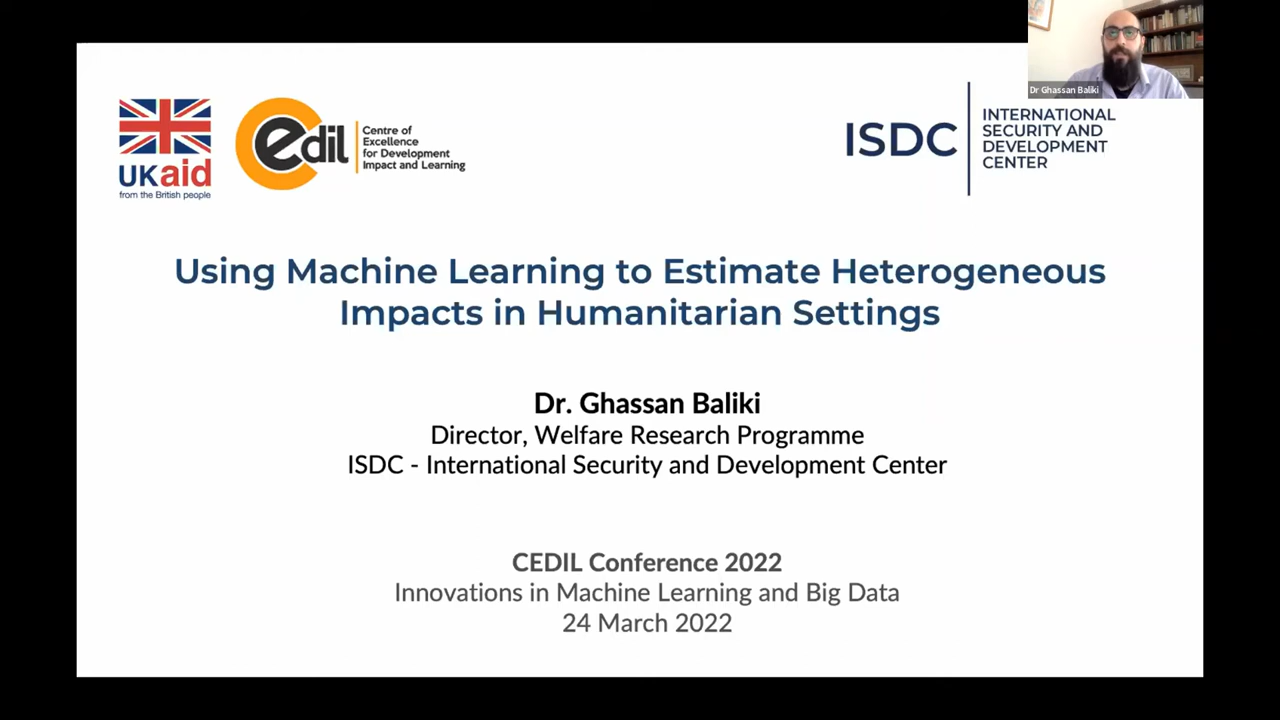 Dr Ghassan Baliki
UKaid
from the British people
Cedil
Centre of
Excellence
for Development
Impact and Learning
ISDC
INTERNATIONAL
SECURITY AND
DEVELOPMENT
CENTER
Using Machine Learning to Estimate Heterogeneous
Impacts in Humanitarian Settings
Dr. Ghassan Baliki
Director, Welfare Research Programme
ISDC - International Security and Development Center
CEDIL Conference 2022
Innovations in Machine Learning and Big Data
24 March 2022